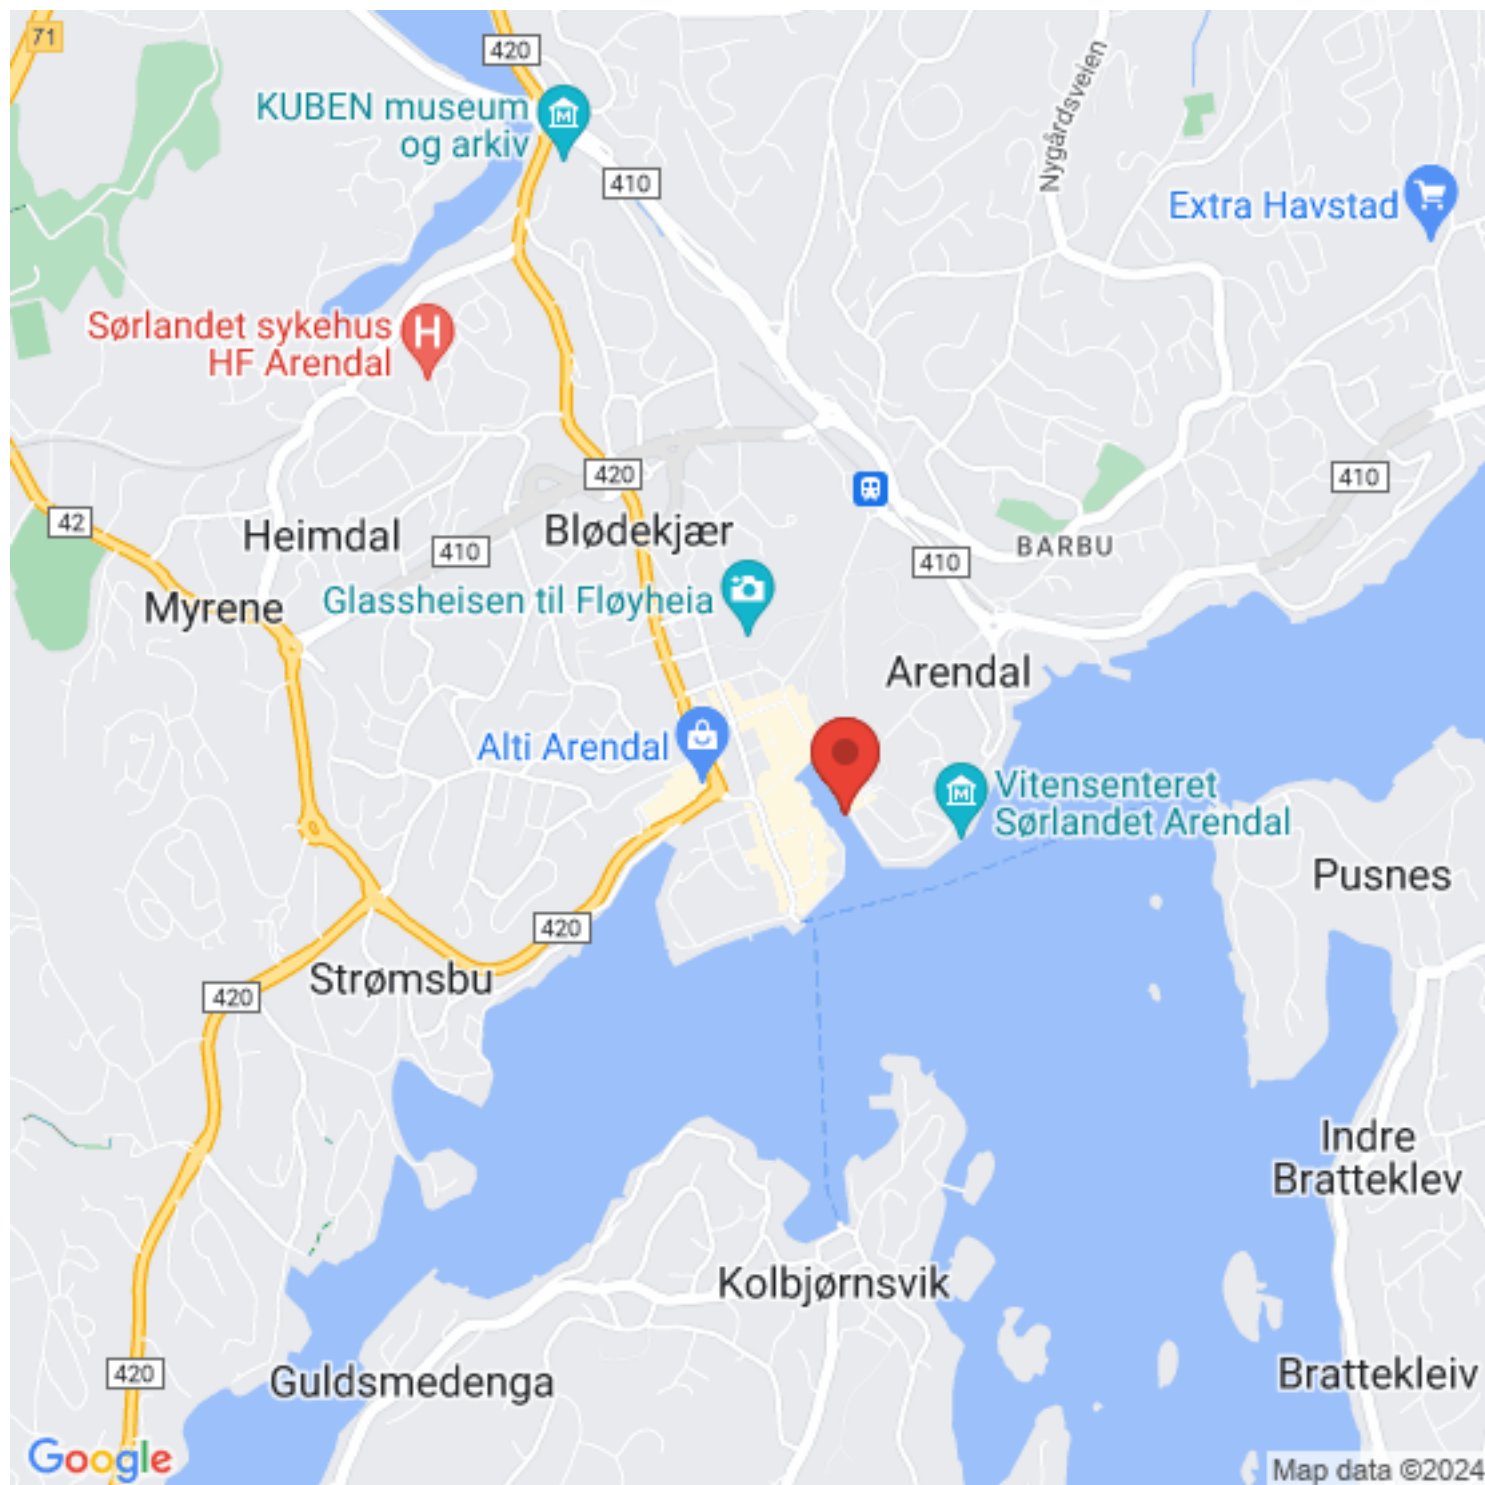 71
420
KUBEN museum
og arkiv
410
Nygårdsveien
Extra Havstad
Sørlandet sykehus
HF Arendal
420
410
42
Heimdal
410
Blødekjær
BARBU
410
Myrene
Glassheisen til Fløyheia
Arendal
Alti Arendal
Vitensenteret
Sørlandet Arendal
Pusnes
420
Strømsbu
420
Indre
Bratteklev
Kolbjørnsvik
420
Guldsmedenga
Brattekleiv
Google
Map data ©2024